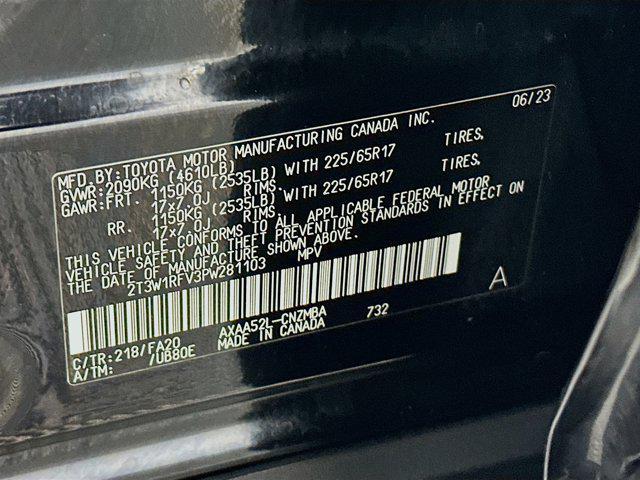 06/23
MFD.BY:TOYOTA MOTOR MANUFACTURING CANADA INC.
GVWR:2090KG (4610LB)
GAWR:FRT. 1150KG (2535LB) WITH 225/65R17 TIRES,
17x7.0J RIMS.
RR. 1150KG (2535LB) WITH 225/65R17 TIRES,
17x7.0J RIMS.
THIS VEHICLE CONFORMS TO ALL APPLICABLE FEDERAL MOTOR
VEHICLE SAFETY AND THEFT PREVENTION STANDARDS IN EFFECT ON
THE DATE OF MANUFACTURE SHOWN ABOVE.
2T3W1RFV3PW281103 MPV
A
C/TR:218/FA20 AXAA52L-CNZMBA 732
A/TM: /UB80E MADE IN CANADA